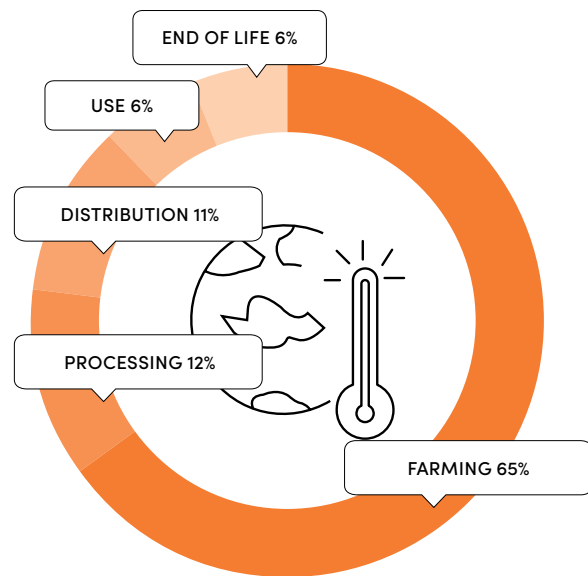 END OF LIFE 6%
USE 6%
DISTRIBUTION 11%
PROCESSING 12%
FARMING 65%